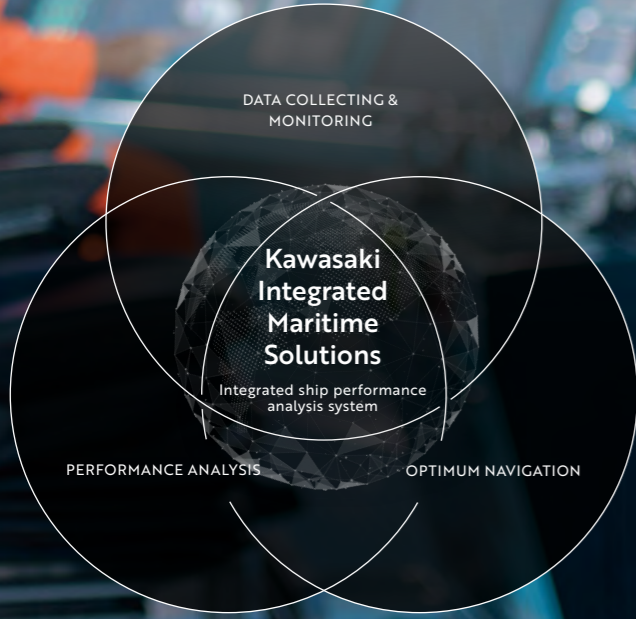 DATA COLLECTING &
MONITORING
Kawasaki
Integrated
Maritime
Solutions
Integrated ship performance
analysis system
PERFORMANCE ANALYSIS
OPTIMUM NAVIGATION